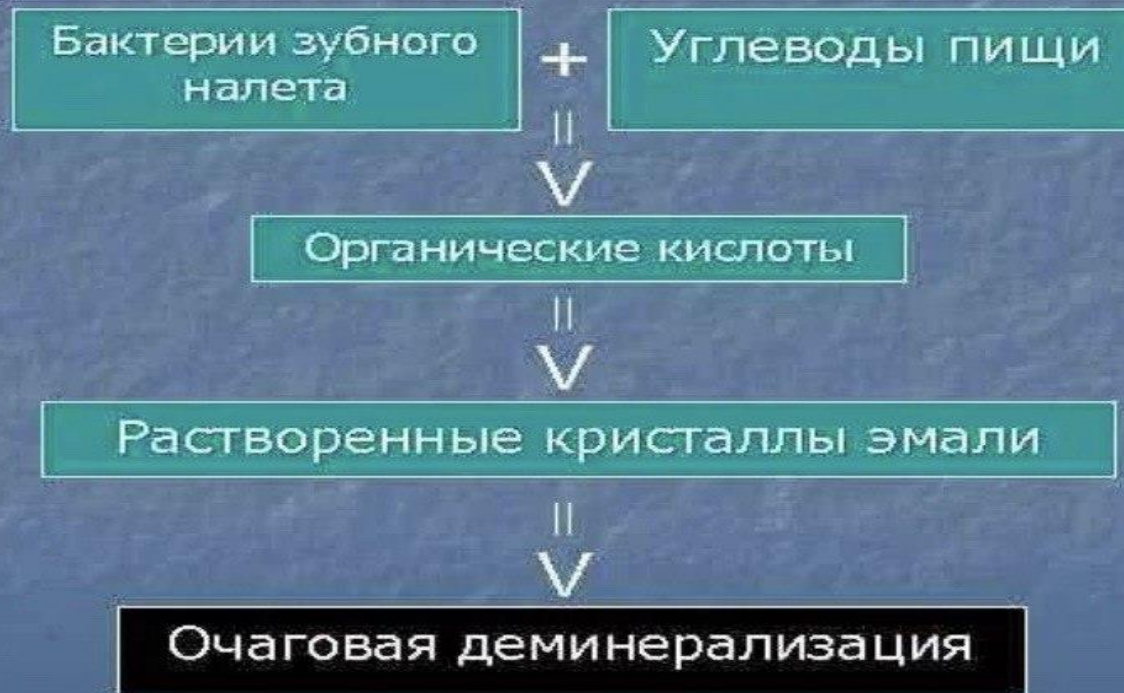 Бактерии зубного
налета
+
Углеводы пищи
Органические кислоты
Растворенные кристаллы эмали
Очаговая деминерализация